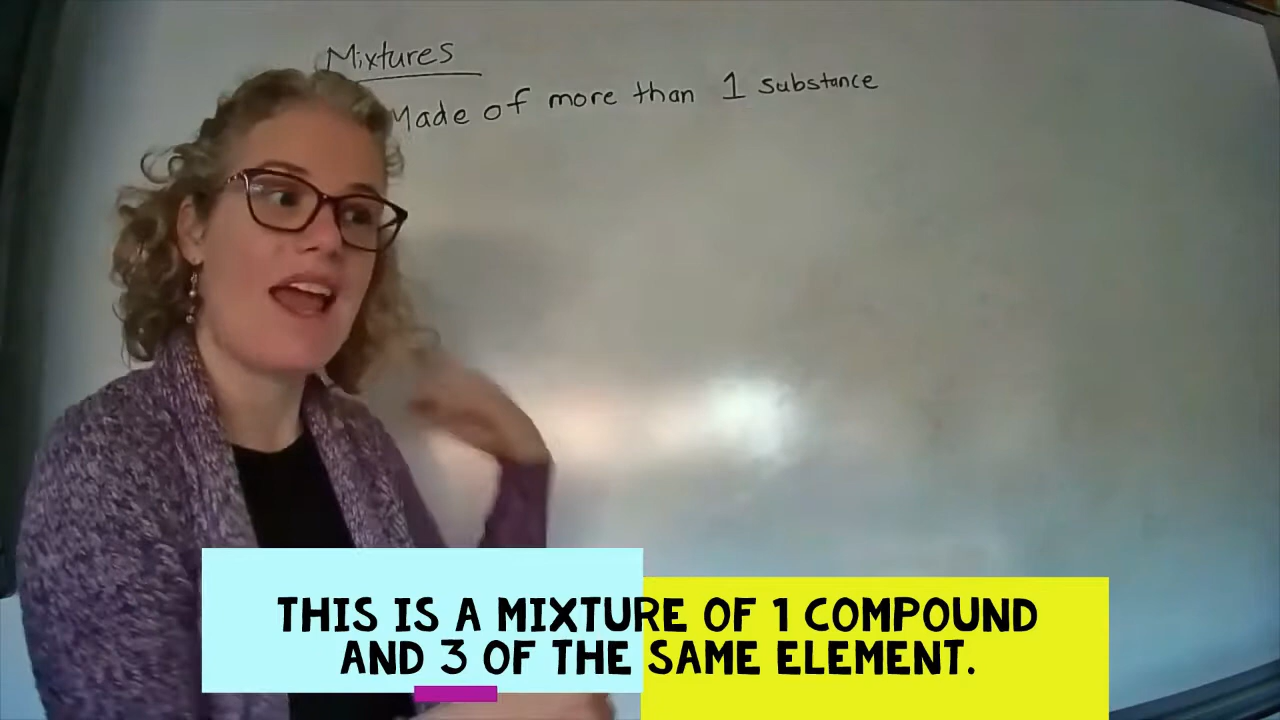 Mixtures
Made of more than 1 substance
THIS IS A MIXTURE OF 1 COMPOUND
AND 3 OF THE SAME ELEMENT.